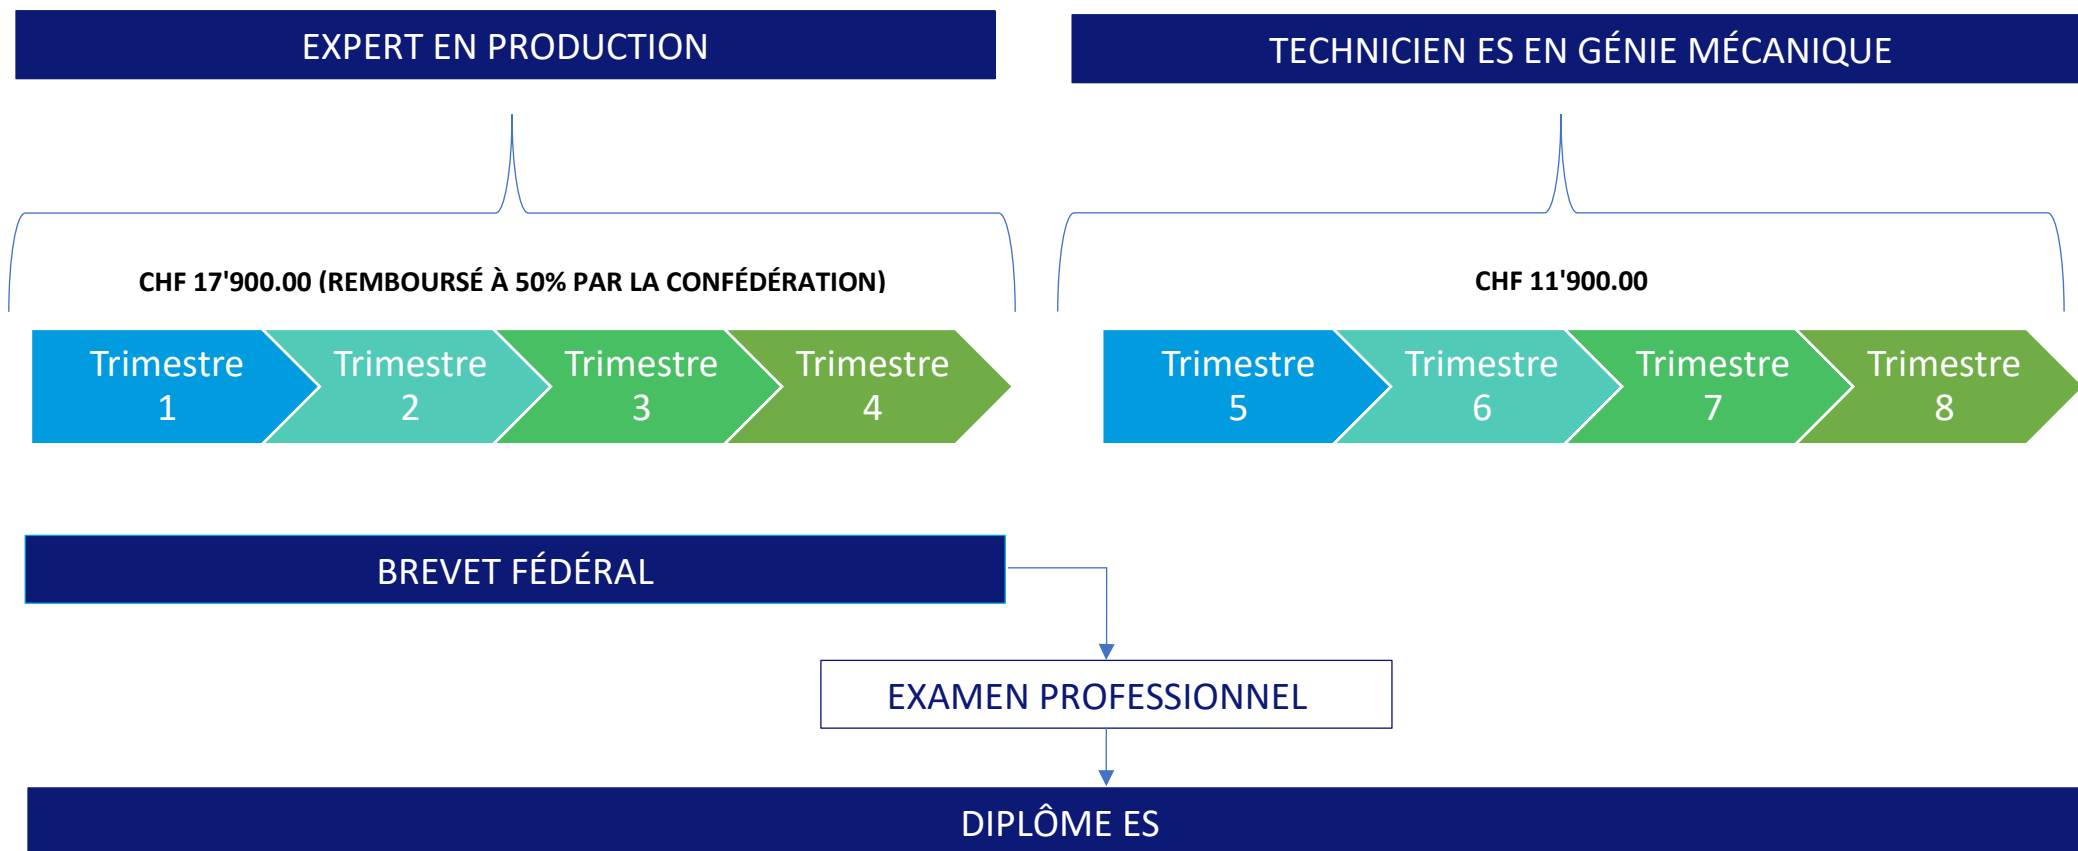 EXPERT EN PRODUCTION
TECHNICIEN ES EN GÉNIE MÉCANIQUE
CHF 17'900.00 (REMBOURSÉ À 50% PAR LA CONFÉDÉRATION)
CHF 11'900.00
Trimestre
1
Trimestre
2
Trimestre
3
Trimestre
4
Trimestre
5
Trimestre
6
Trimestre
7
Trimestre
8
BREVET FÉDÉRAL
EXAMEN PROFESSIONNEL
DIPLÔME ES